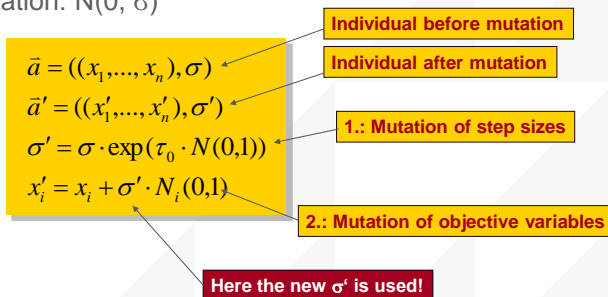 tation: N(0, б)
Individual before mutation
a⃗ = ((x₁,...,xₙ),σ)
Individual after mutation
a⃗′ = ((x′₁,...,x′ₙ),σ′)
1.: Mutation of step sizes
σ′ = σ · exp(τ₀ · N(0,1))
x′ᵢ = xᵢ + σ′ · Nᵢ(0,1)
2.: Mutation of objective variables
Here the new σ‘ is used!